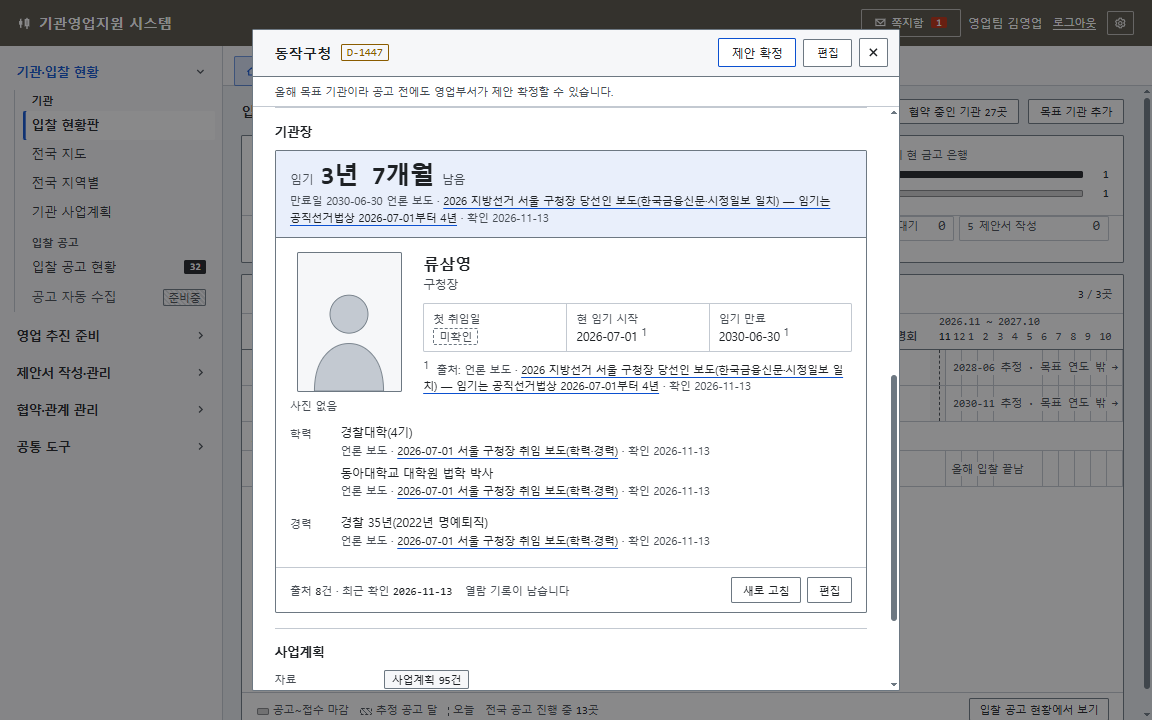 기관영업지원 시스템
쪽지함 1
영업팀 김영업 로그아웃
기관·입찰 현황
기관
입찰 현황판
전국 지도
전국 지역별
기관 사업계획
입찰 공고
입찰 공고 현황 32
공고 자동 수집 준비중
영업 추진 준비
제안서 작성·관리
협약·관계 관리
공통 도구
동작구청 D-1447
제안 확정 편집 ✕
올해 목표 기관이라 공고 전에도 영업부서가 제안 확정할 수 있습니다.
기관장
임기 3년 7개월 남음
만료일 2030-06-30 언론 보도 · 2026 지방선거 서울 구청장 당선인 보도(한국금융신문·시정일보 일치) — 임기는
공직선거법상 2026-07-01부터 4년 · 확인 2026-11-13
류삼영
구청장
첫 취임일
미확인
현 임기 시작
2026-07-01 1
임기 만료
2030-06-30 1
1 출처: 언론 보도 · 2026 지방선거 서울 구청장 당선인 보도(한국금융신문·시정일보 일
치) — 임기는 공직선거법상 2026-07-01부터 4년 · 확인 2026-11-13
사진 없음
학력
경찰대학(4기)
언론 보도 · 2026-07-01 서울 구청장 취임 보도(학력·경력) · 확인 2026-11-13
동아대학교 대학원 법학 박사
언론 보도 · 2026-07-01 서울 구청장 취임 보도(학력·경력) · 확인 2026-11-13
경력
경찰 35년(2022년 명예퇴직)
언론 보도 · 2026-07-01 서울 구청장 취임 보도(학력·경력) · 확인 2026-11-13
출처 8건 · 최근 확인 2026-11-13 열람 기록이 남습니다
새로 고침 편집
사업계획
자료 사업계획 95건
협약 중인 기관 27곳 목표 기관 추가
현 금고 은행
1
1
대기 0
5 제안서 작성 0
3 / 3곳
2026.11 ~ 2027.10
11 12 1 2 3 4 5 6 7 8 9 10
2028-06 추정 · 목표 연도 밖 →
2030-11 추정 · 목표 연도 밖 →
올해 입찰 끝남
공고~접수 마감 추정 공고 달 오늘 전국 공고 진행 중 13곳
입찰 공고 현황에서 보기